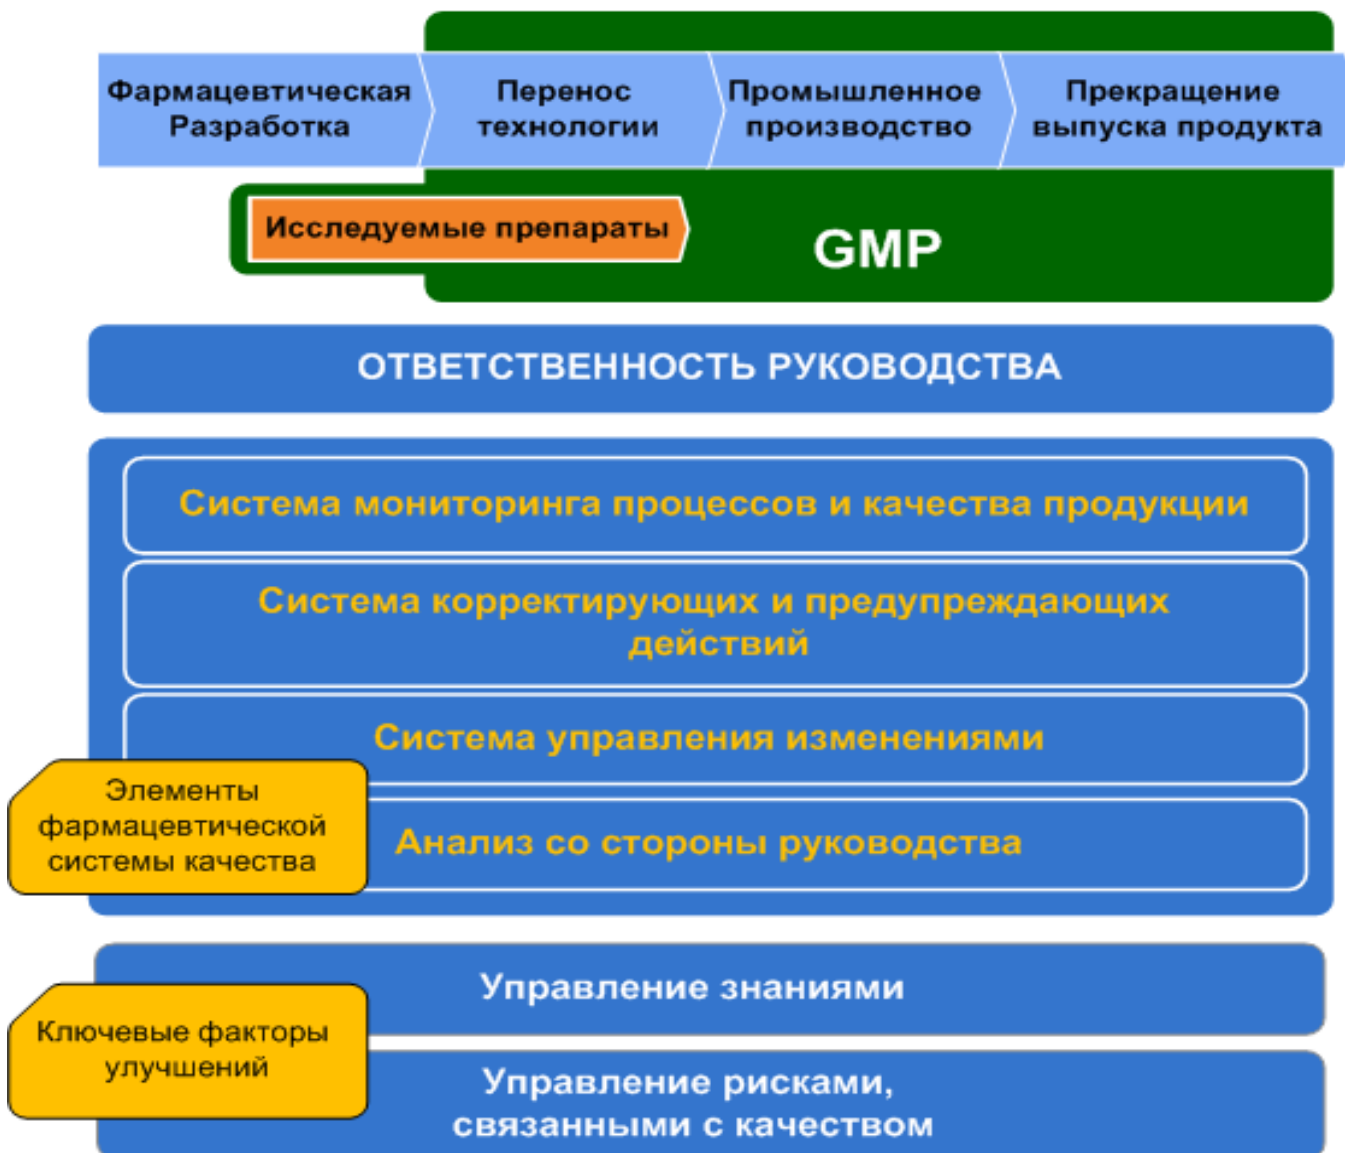 Фармацевтическая
Разработка
Перенос
технологии
Промышленное
производство
Прекращение
выпуска продукта
Исследуемые препараты
GMP
ОТВЕТСТВЕННОСТЬ РУКОВОДСТВА
Система мониторинга процессов и качества продукции
Система корректирующих и предупреждающих
действий
Система управления изменениями
Элементы
фармацевтической
системы качества
Анализ со стороны руководства
Управление знаниями
Ключевые факторы
улучшений
Управление рисками,
связанными с качеством